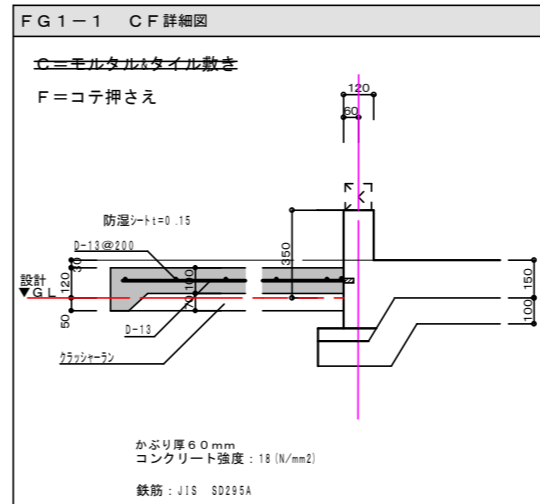 FG1-1 CF詳細図
C=モルタル&タイル敷き
F=コテ押さえ
120
60
防湿シートt=0.15
D-13@200
350
設計
▼GL
30
120
50
100
70
150
100
D-13
クラッシャーラン
かぶり厚60mm
コンクリート強度:18(N/mm2)
鉄筋:JIS SD295A